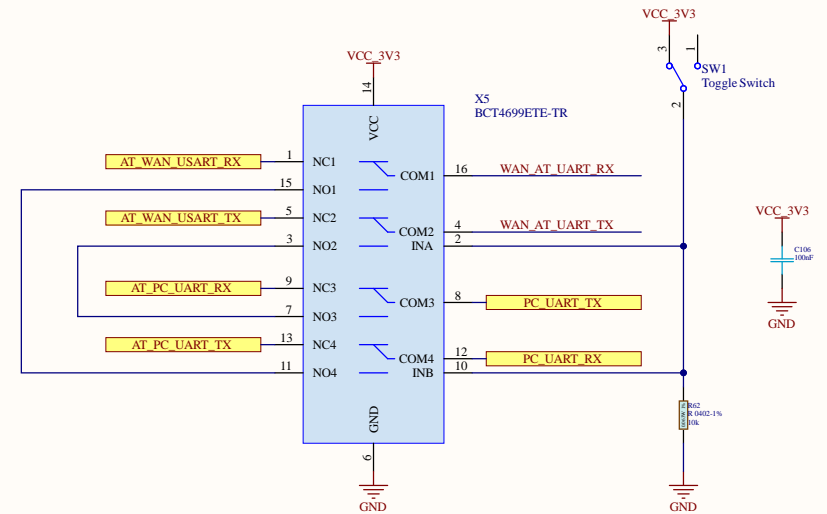 VCC_3V3
3
1
SW1
Toggle Switch
2
VCC_3V3
14
X5
BCT4699ETE-TR
VCC
AT_WAN_USART_RX
1
NC1
COM1
16
WAN_AT_UART_RX
15
NO1
AT_WAN_USART_TX
5
NC2
COM2
4
WAN_AT_UART_TX
3
NO2
INA
2
VCC_3V3
C106
100nF
GND
AT_PC_UART_RX
9
NC3
COM3
8
PC_UART_TX
7
NO3
AT_PC_UART_TX
13
NC4
COM4
12
PC_UART_RX
11
NO4
INB
10
R62
R 0402-1%
10k
GND
6
GND
GND